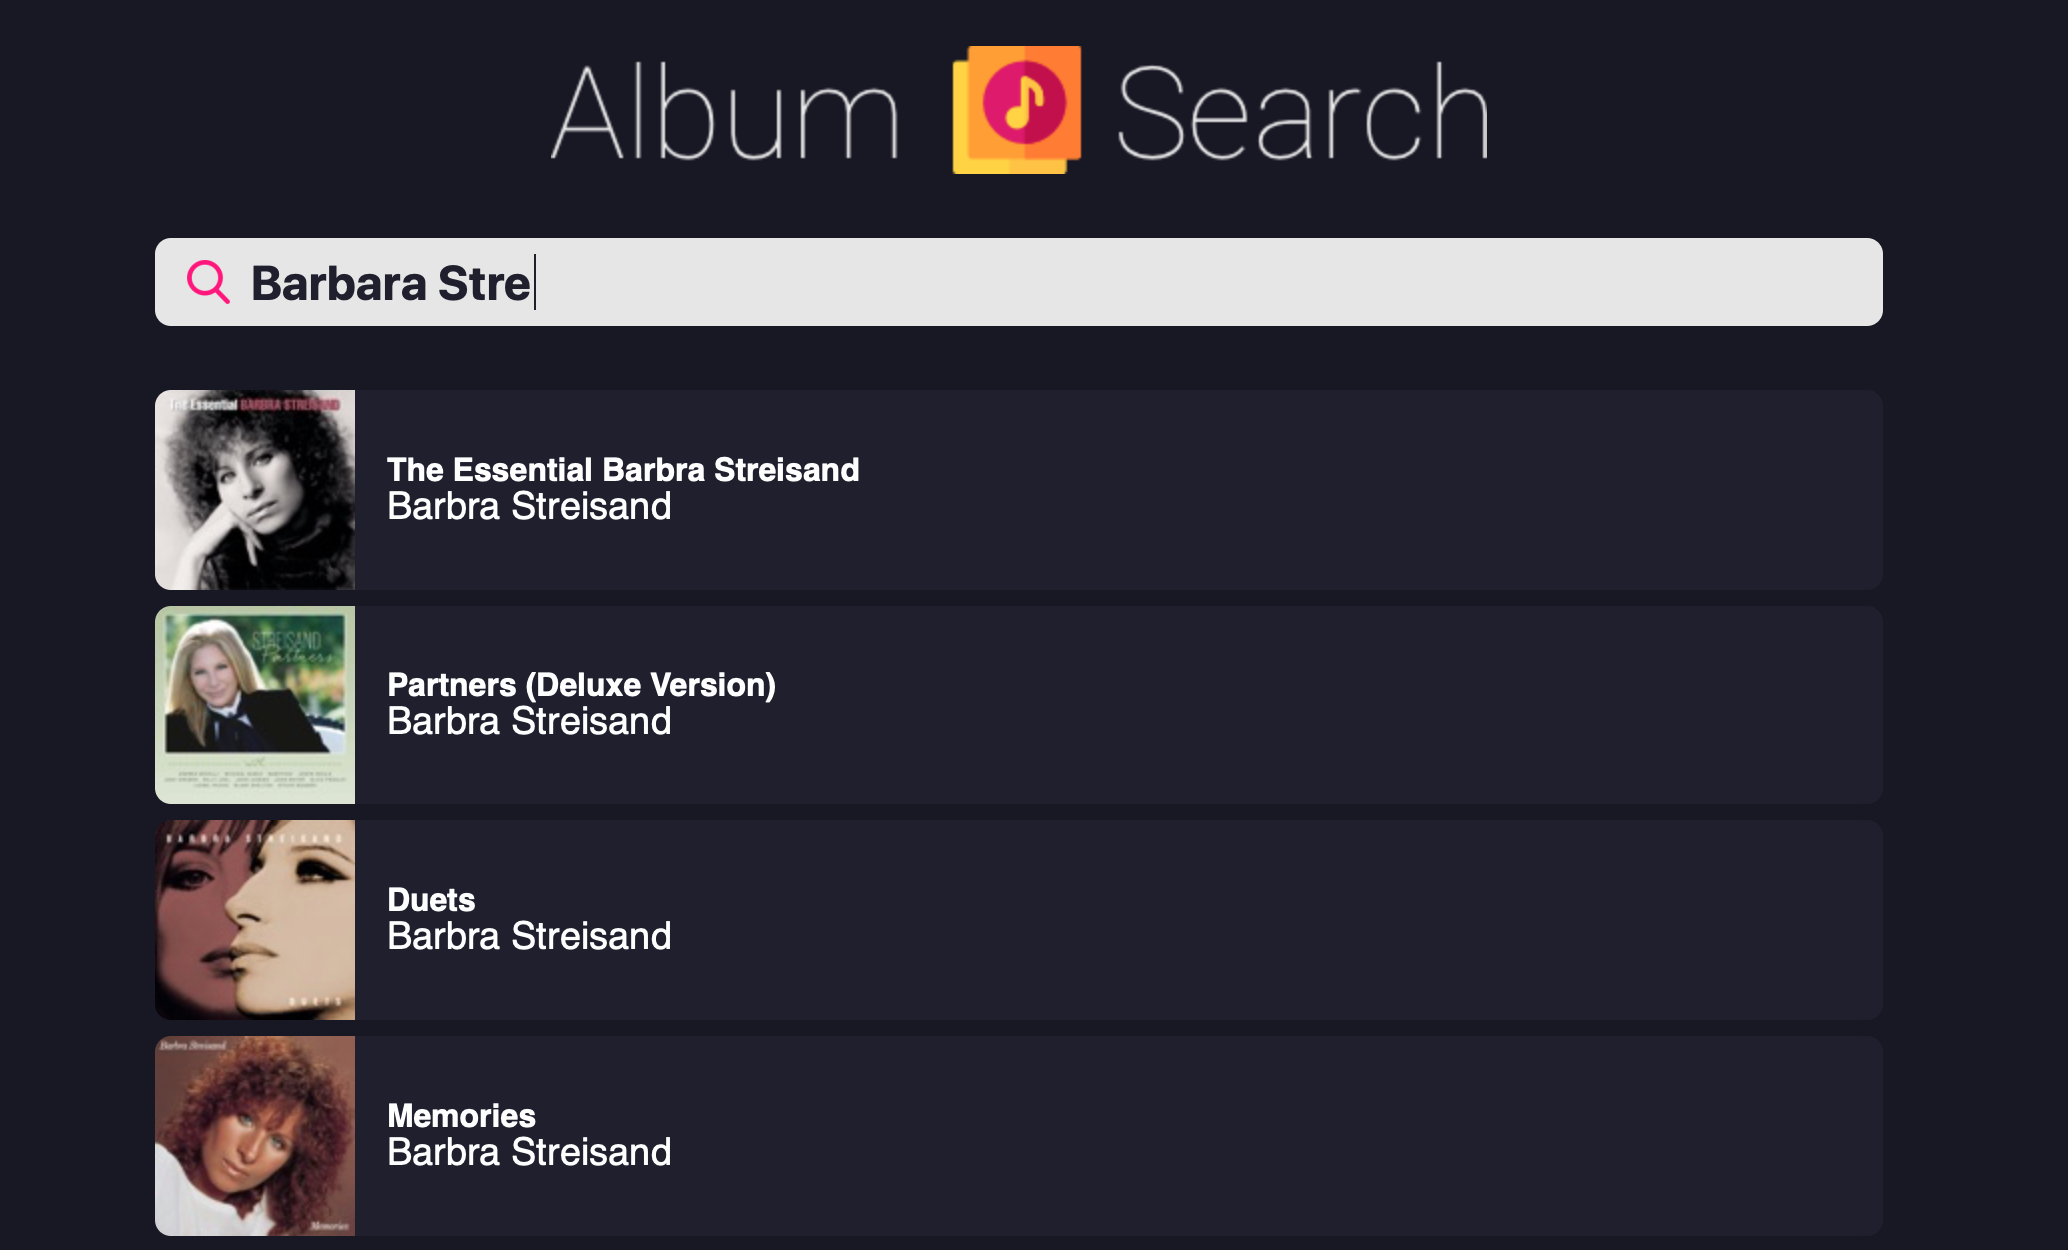 Album Search
Barbara Stre
The Essential BARBRA STREISAND
The Essential Barbra Streisand
Barbra Streisand
STREISAND
Partners
with
Partners (Deluxe Version)
Barbra Streisand
BARBRA STREISAND
DUETS
Duets
Barbra Streisand
Barbra Streisand
Memories
Memories
Barbra Streisand